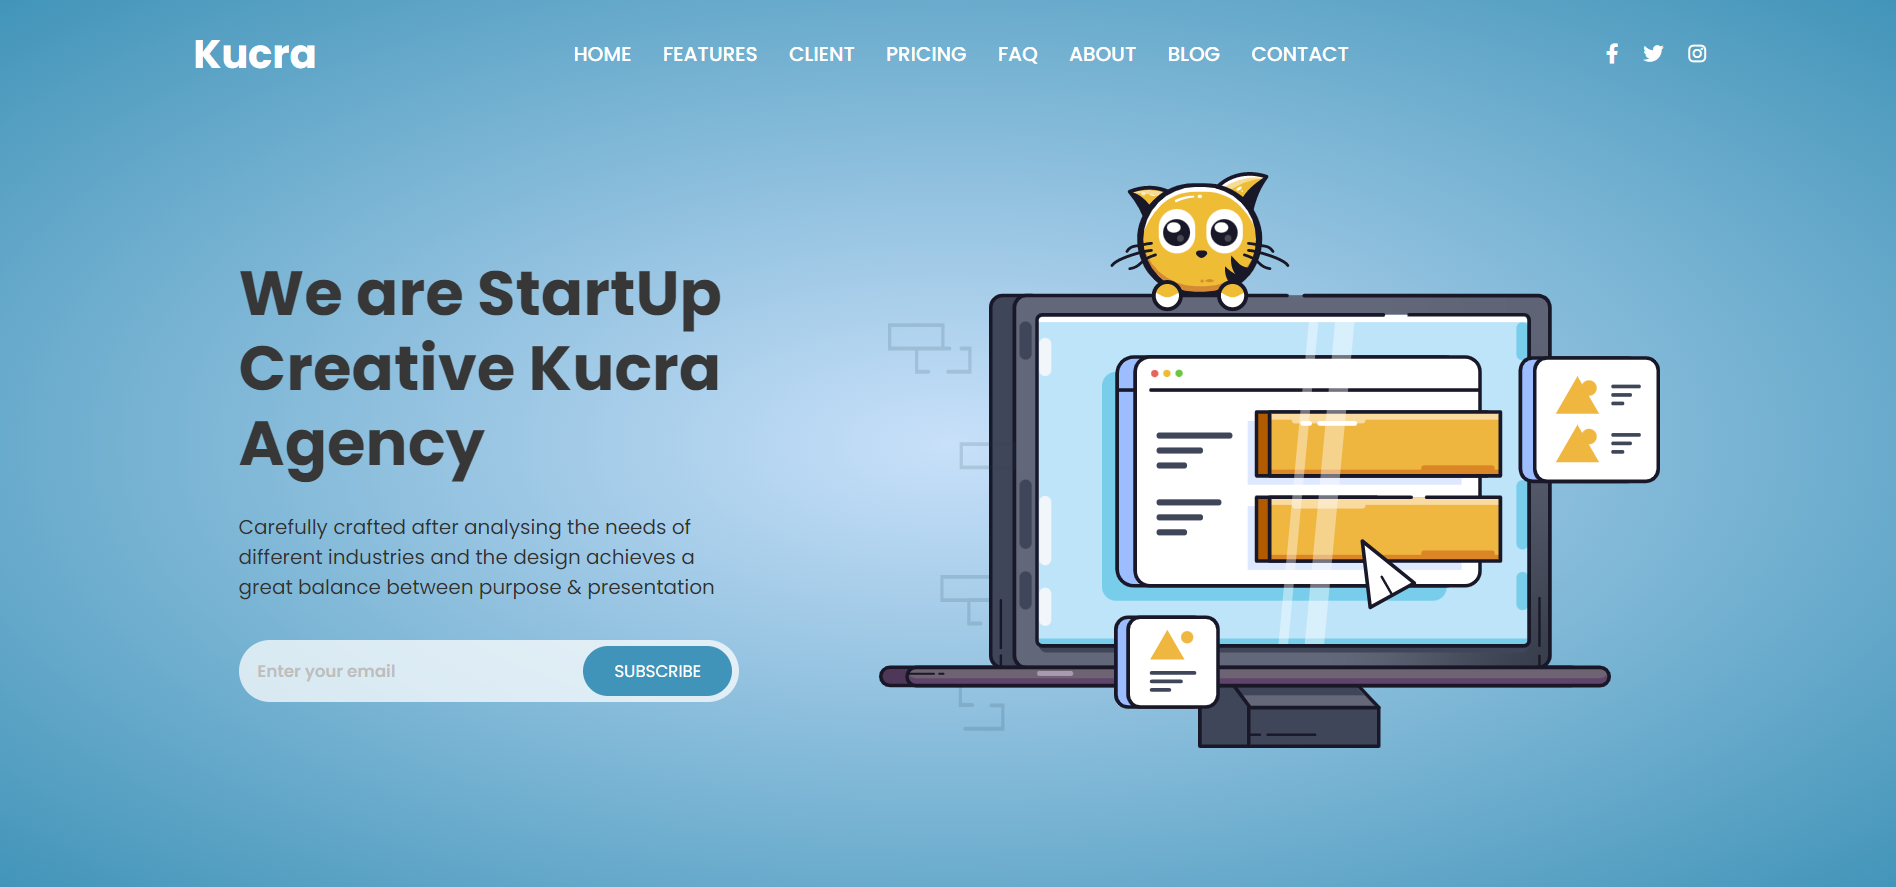 Kucra
HOME FEATURES CLIENT PRICING FAQ ABOUT BLOG CONTACT
We are StartUp
Creative Kucra
Agency
Carefully crafted after analysing the needs of
different industries and the design achieves a
great balance between purpose & presentation
Enter your email
SUBSCRIBE